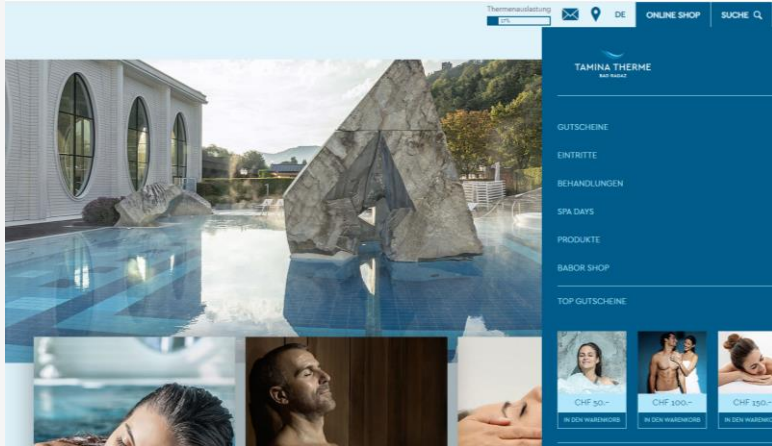 Thermenauslastung
17%
DE
ONLINE SHOP
SUCHE
TAMINA THERME
BAD RAGAZ
GUTSCHEINE
EINTRITTE
BEHANDLUNGEN
SPA DAYS
PRODUKTE
BABOR SHOP
TOP GUTSCHEINE
CHF 50.-
CHF 100.-
CHF 150.-
IN DEN WARENKORB
IN DEN WARENKORB
IN DEN WARENKO